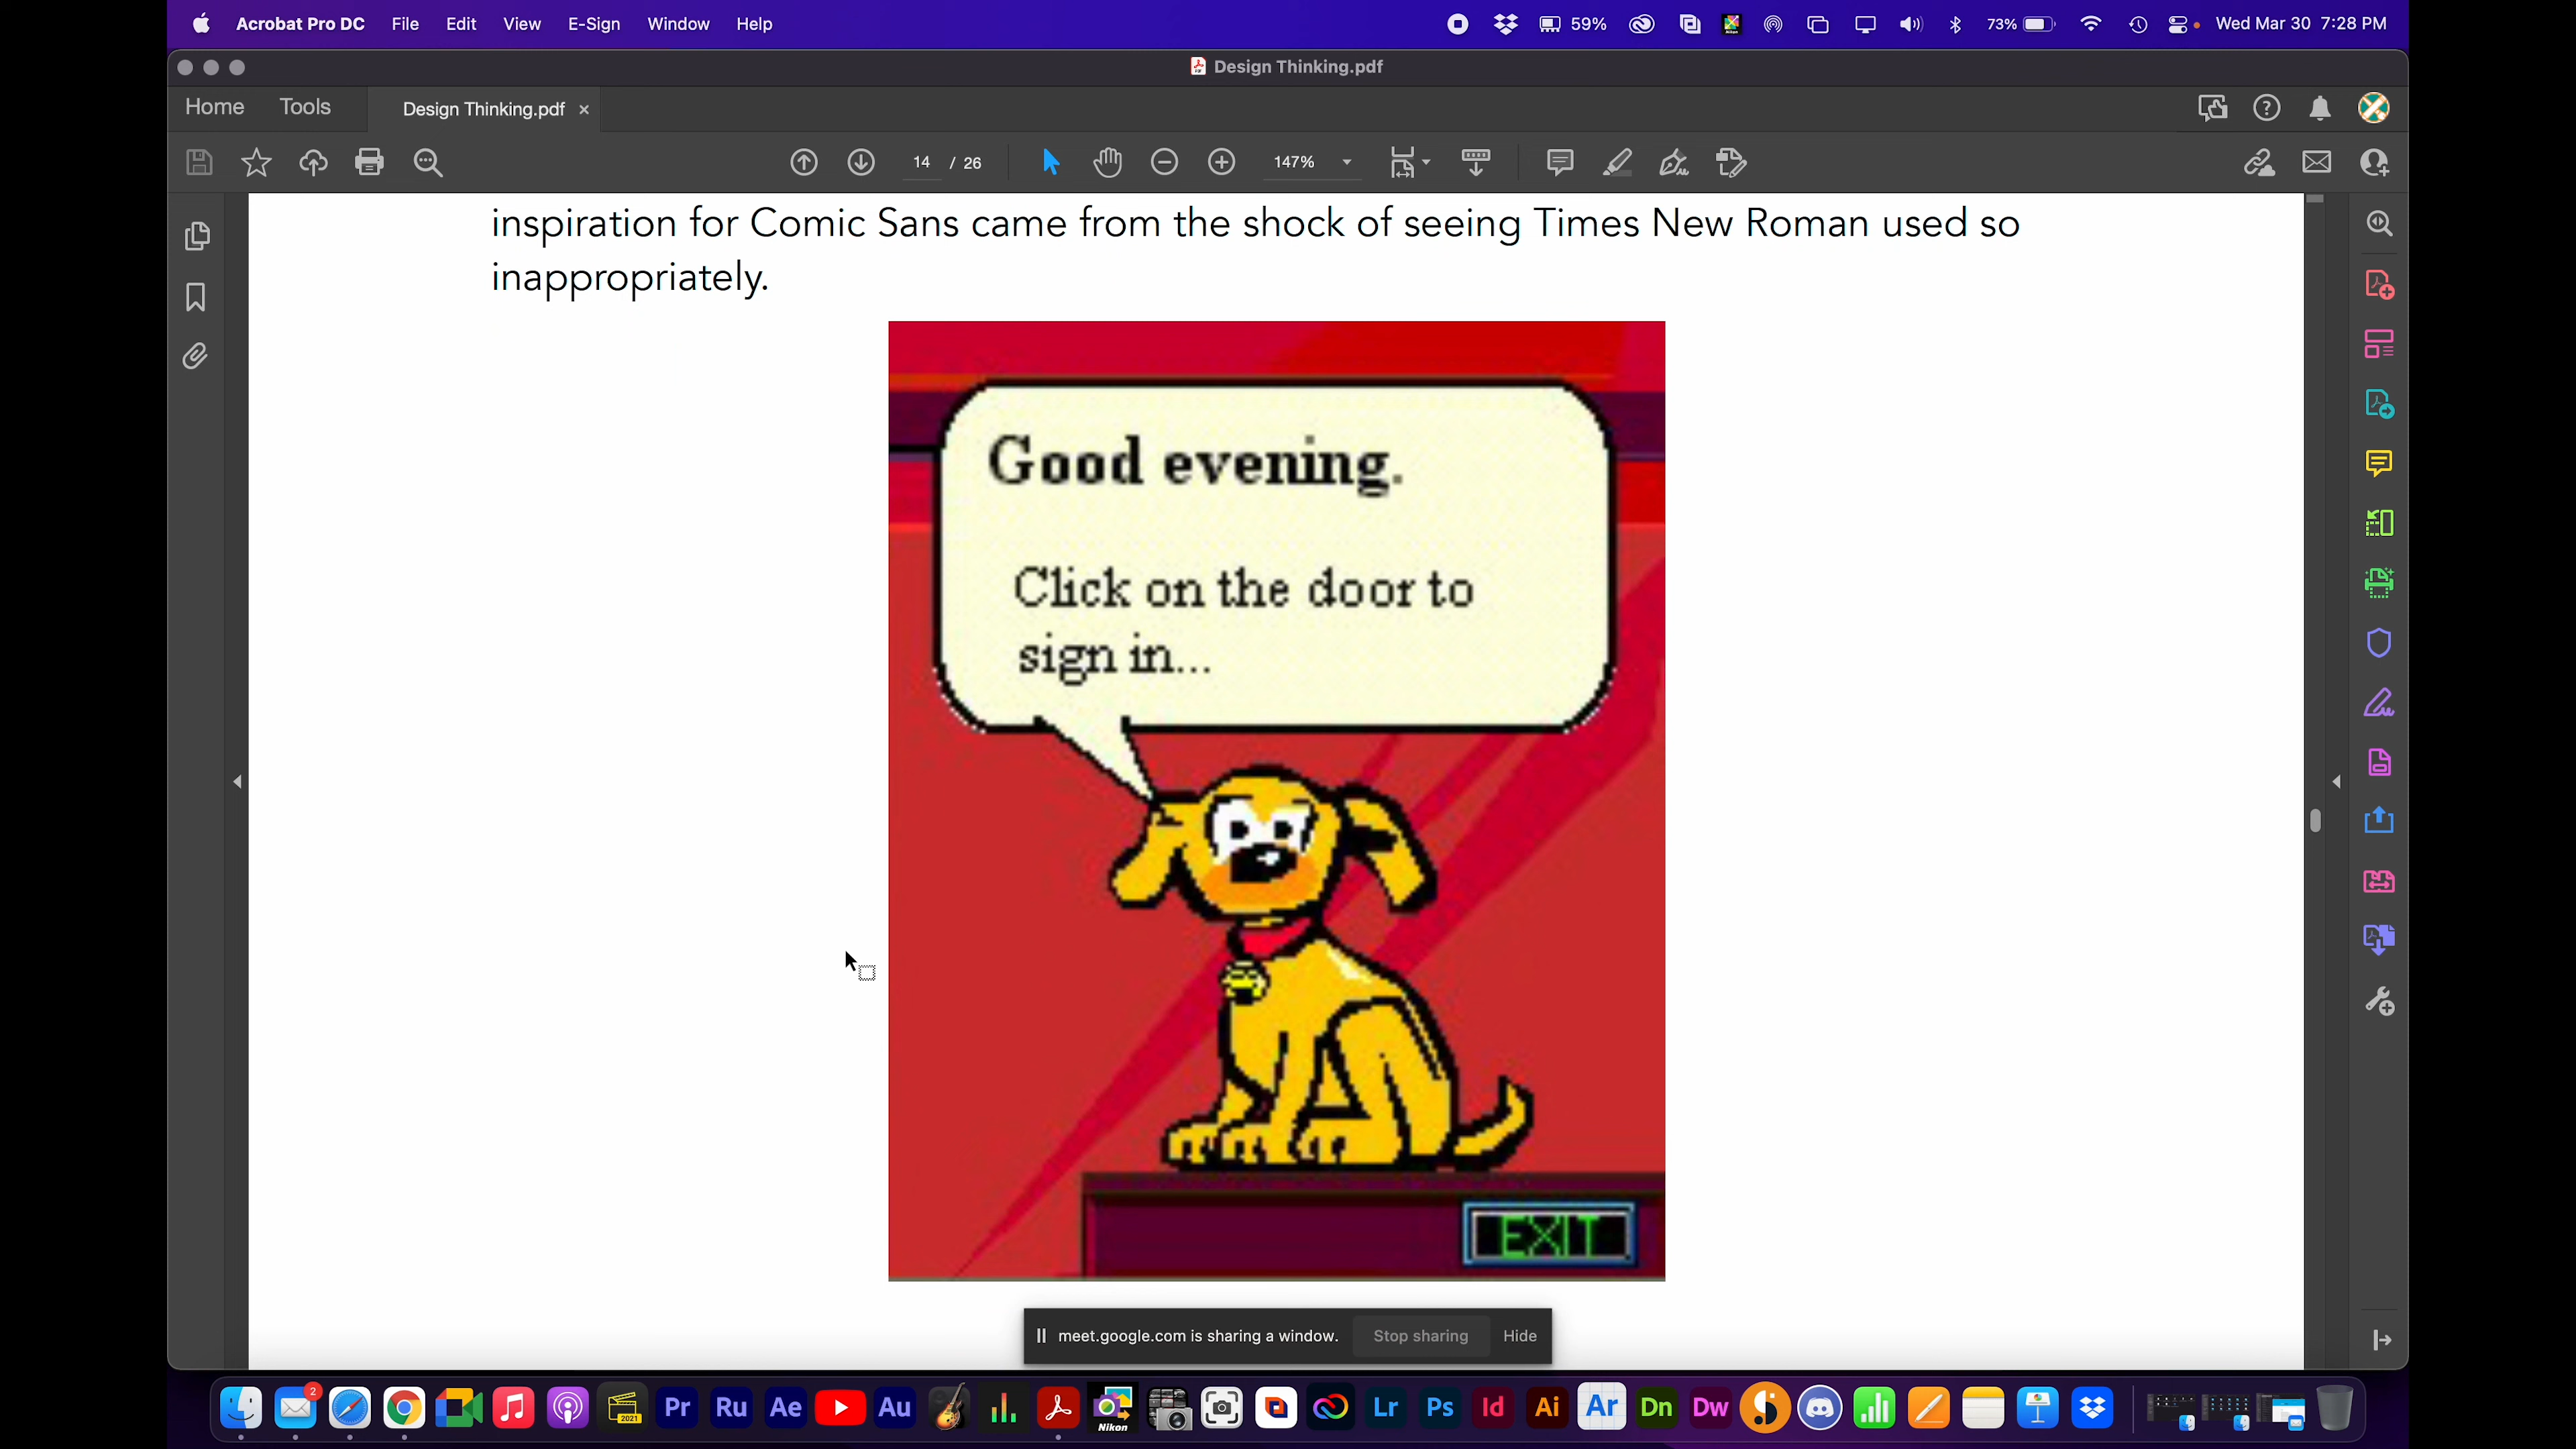 Acrobat Pro DC File Edit View E-Sign Window Help 59% 73% Wed Mar 30 7:28 PM
Design Thinking.pdf
Home Tools Design Thinking.pdf ×
14 / 26 147%
inspiration for Comic Sans came from the shock of seeing Times New Roman used so
inappropriately.
Good evening.
Click on the door to
sign in...
EXIT
meet.google.com is sharing a window. Stop sharing Hide
2 2021 Pr Ru Ae Au Nikon Lr Ps Id Ai Ar Dn Dw